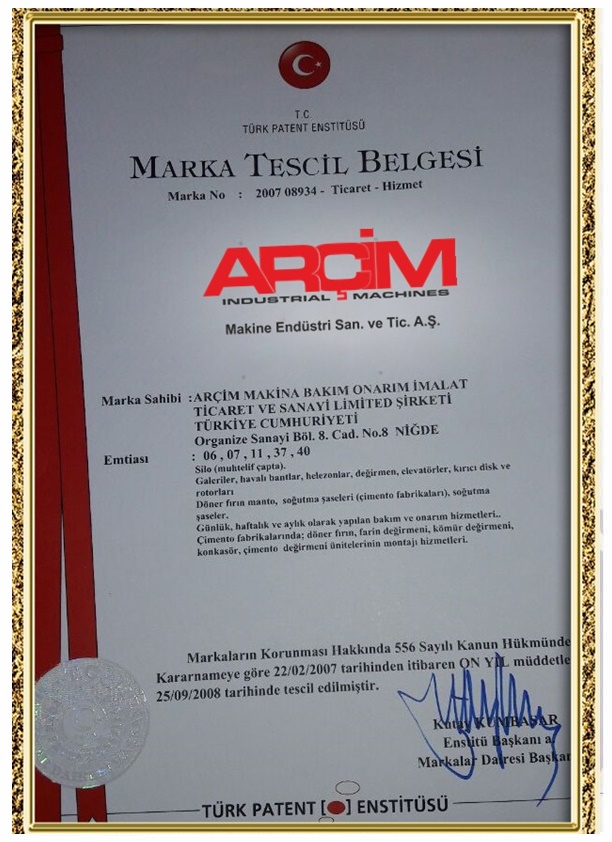 T.C.
TÜRK PATENT ENSTİTÜSÜ
MARKA TESCİL BELGESİ
Marka No : 2007 08934 - Ticaret - Hizmet
ARÇİM
INDUSTRIAL MACHINES
Makine Endüstri San. ve Tic. A.Ş.
Marka Sahibi : ARÇİM MAKİNA BAKIM ONARIM İMALAT
TİCARET VE SANAYİ LİMİTED ŞİRKETİ
TÜRKİYE CUMHURİYETİ
Organize Sanayi Böl. 8. Cad. No.8 NİĞDE
Emtiası : 06 , 07 , 11 , 37 , 40
Silo (muhtelif çapta).
Galeriler, havalı bantlar, helezonlar, değirmen, elevatörler, kırıcı disk ve
rotorları
Döner fırın manto, soğutma şaseleri (çimento fabrikaları), soğutma
şaseler.
Günlük, haftalık ve aylık olarak yapılan bakım ve onarım hizmetleri..
Çimento fabrikalarında; döner fırın, farin değirmeni, kömür değirmeni,
konkasör, çimento değirmeni ünitelerinin montajı hizmetleri.
Markaların Korunması Hakkında 556 Sayılı Kanun Hükmünde
Kararnameye göre 22/02/2007 tarihinden itibaren ON YIL müddetle
25/09/2008 tarihinde tescil edilmiştir.
Kutay KUMBASAR
Enstitü Başkanı a.
Markalar Dairesi Başkan
TÜRK PATENT [ ] ENSTİTÜSÜ